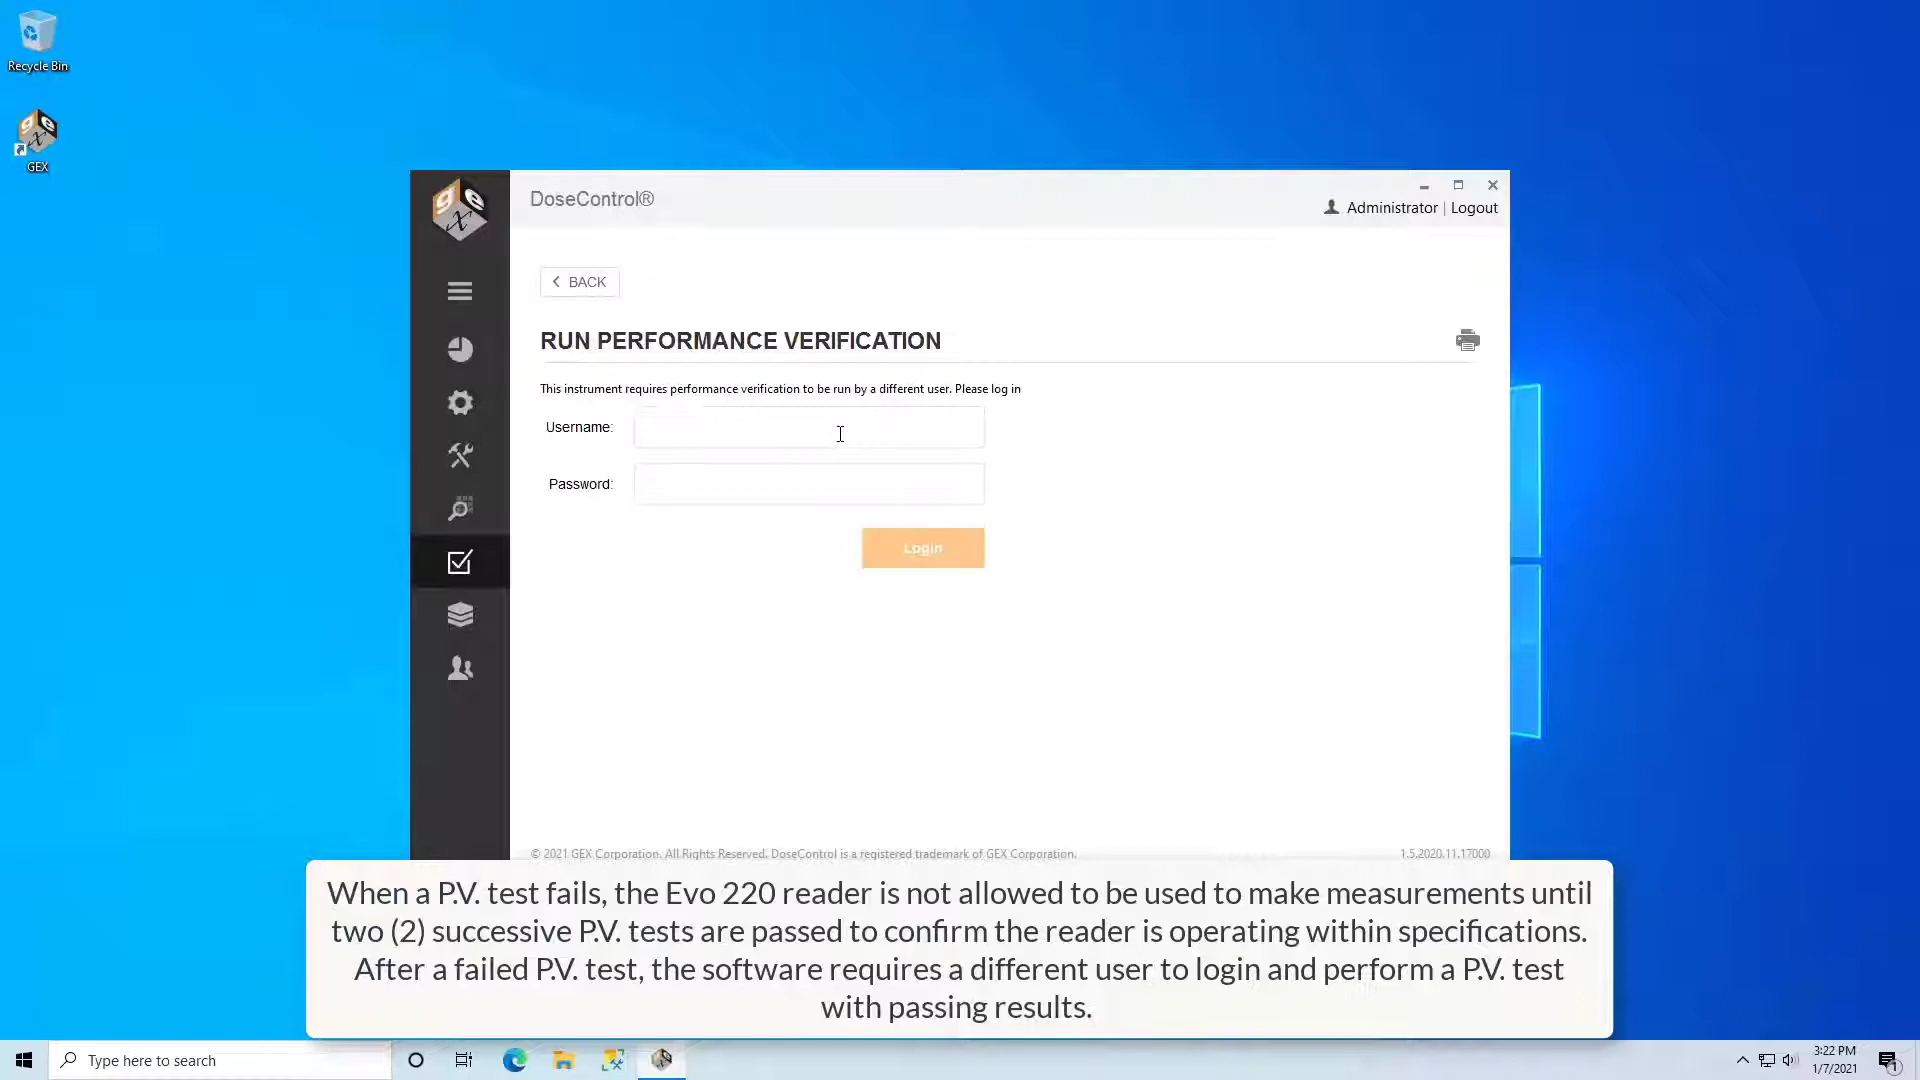 Recycle Bin
gex
GEX
gex
DoseControl®
Administrator | Logout
BACK
RUN PERFORMANCE VERIFICATION
This instrument requires performance verification to be run by a different user. Please log in
Username:
Password:
Login
© 2021 GEX Corporation. All Rights Reserved. DoseControl is a registered trademark of GEX Corporation.
1.5.2020.11.17000
When a P.V. test fails, the Evo 220 reader is not allowed to be used to make measurements until
two (2) successive P.V. tests are passed to confirm the reader is operating within specifications.
After a failed P.V. test, the software requires a different user to login and perform a P.V. test
with passing results.
Type here to search
3:22 PM
1/7/2021
1